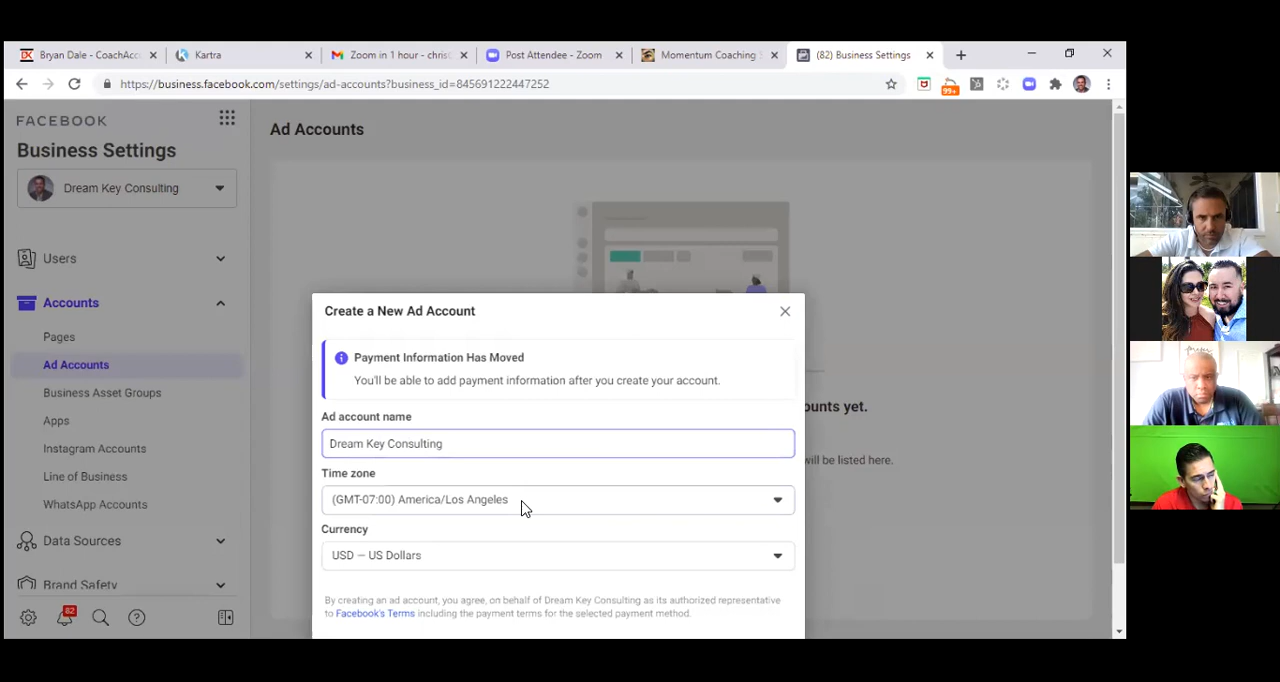 Bryan Dale - CoachAcc
Kartra
Zoom in 1 hour - chris
Post Attendee - Zoom
Momentum Coaching
(82) Business Settings
https://business.facebook.com/settings/ad-accounts?business_id=845691222447252
99+
FACEBOOK
Business Settings
Dream Key Consulting
Users
Accounts
Pages
Ad Accounts
Business Asset Groups
Apps
Instagram Accounts
Line of Business
WhatsApp Accounts
Data Sources
Brand Safety
82
Ad Accounts
ounts yet.
will be listed here.
Create a New Ad Account
Payment Information Has Moved
You'll be able to add payment information after you create your account.
Ad account name
Dream Key Consulting
Time zone
(GMT-07:00) America/Los Angeles
Currency
USD — US Dollars
By creating an ad account, you agree, on behalf of Dream Key Consulting as its authorized representative
to Facebook's Terms including the payment terms for the selected payment method.